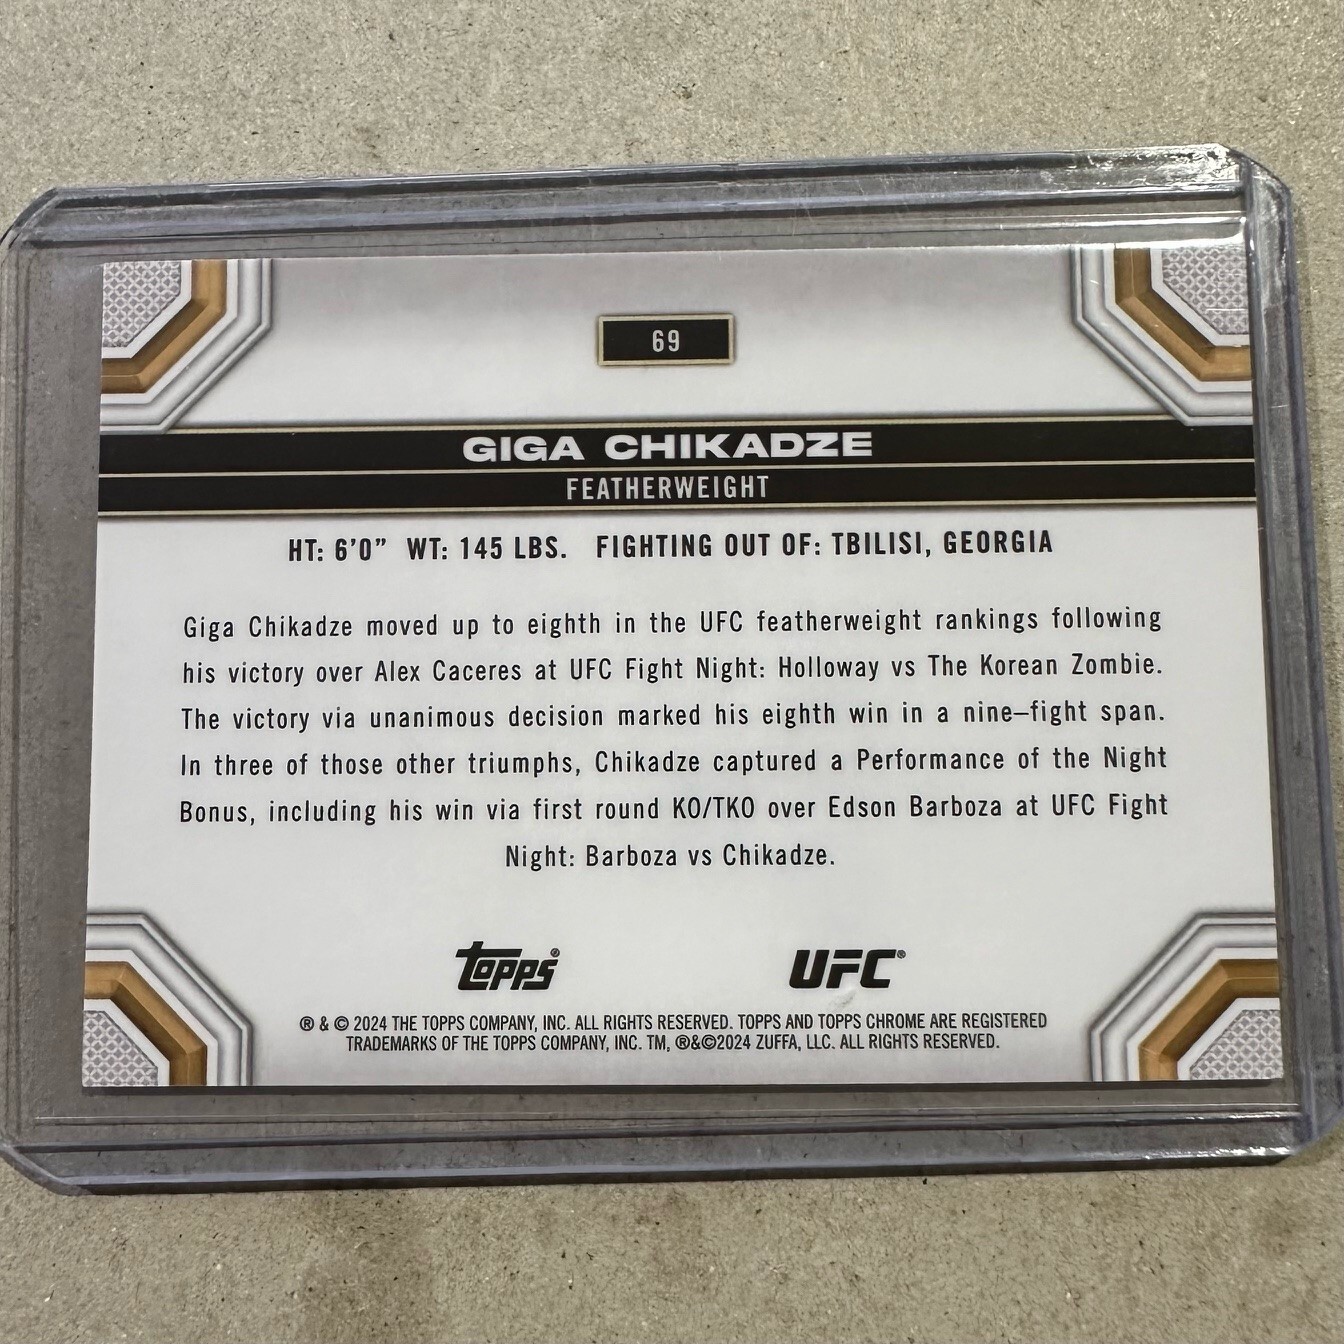 69
GIGA CHIKADZE
FEATHERWEIGHT
HT: 6'0” WT: 145 LBS. FIGHTING OUT OF: TBILISI, GEORGIA
Giga Chikadze moved up to eighth in the UFC featherweight rankings following
his victory over Alex Caceres at UFC Fight Night: Holloway vs The Korean Zombie.
The victory via unanimous decision marked his eighth win in a nine–fight span.
In three of those other triumphs, Chikadze captured a Performance of the Night
Bonus, including his win via first round KO/TKO over Edson Barboza at UFC Fight
Night: Barboza vs Chikadze.
Topps® UFC®
® & © 2024 THE TOPPS COMPANY, INC. ALL RIGHTS RESERVED. TOPPS AND TOPPS CHROME ARE REGISTERED
TRADEMARKS OF THE TOPPS COMPANY, INC. TM, ®&©2024 ZUFFA, LLC. ALL RIGHTS RESERVED.